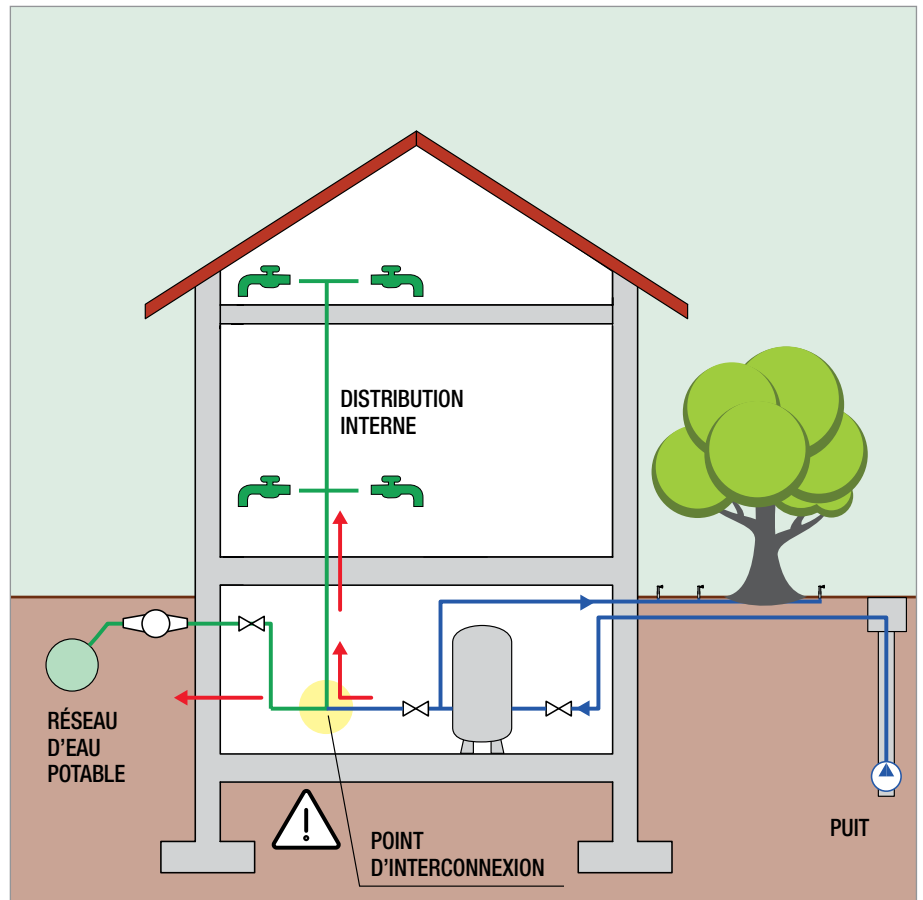 DISTRIBUTION
INTERNE
RÉSEAU
D'EAU
POTABLE
PUIT
POINT
D'INTERCONNEXION